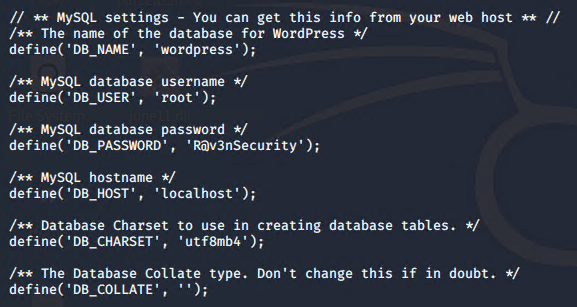 // ** MySQL settings - You can get this info from your web host ** //
/** The name of the database for WordPress */
define('DB_NAME', 'wordpress');
/** MySQL database username */
define('DB_USER', 'root');
/** MySQL database password */
define('DB_PASSWORD', 'R@v3nSecurity');
/** MySQL hostname */
define('DB_HOST', 'localhost');
/** Database Charset to use in creating database tables. */
define('DB_CHARSET', 'utf8mb4');
/** The Database Collate type. Don't change this if in doubt. */
define('DB_COLLATE', '');